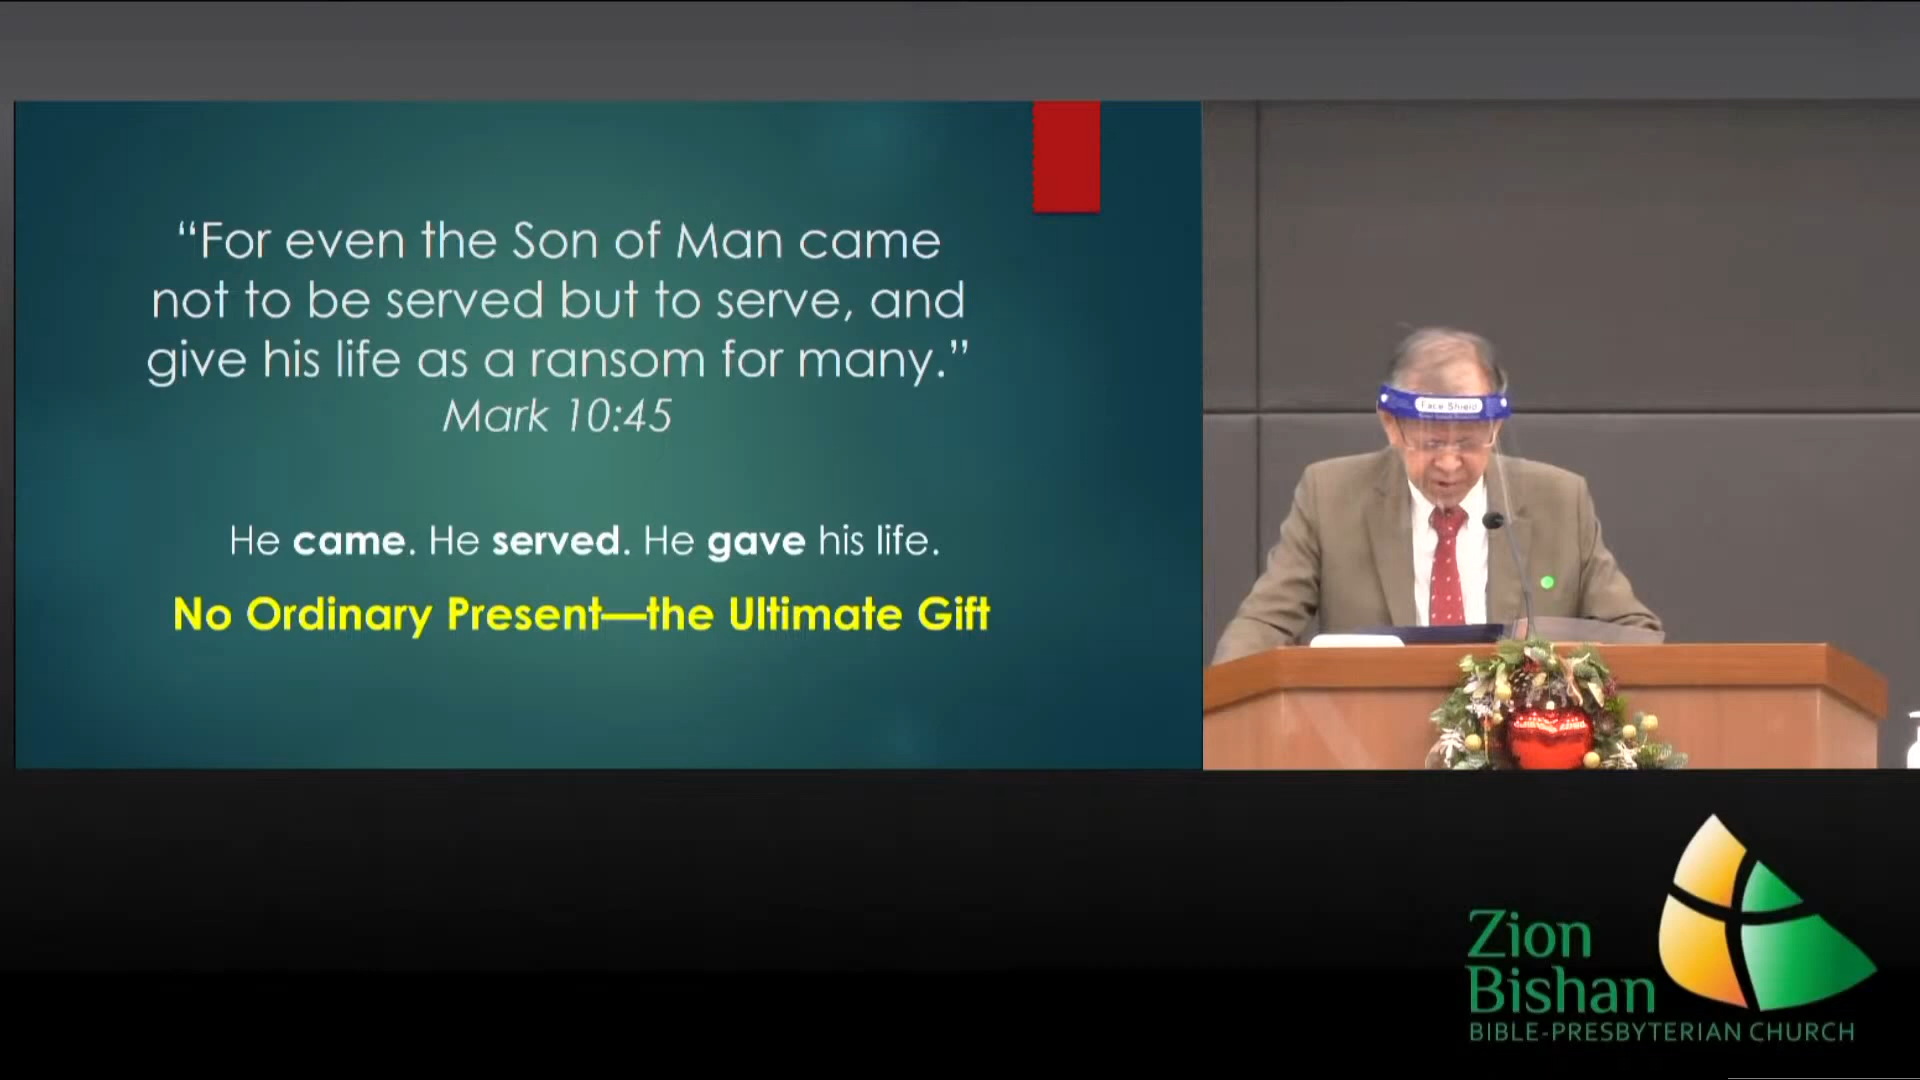 “For even the Son of Man came
not to be served but to serve, and
give his life as a ransom for many.”
Mark 10:45
He came. He served. He gave his life.
No Ordinary Present—the Ultimate Gift
Face Shield
Zion
Bishan
BIBLE-PRESBYTERIAN CHURCH